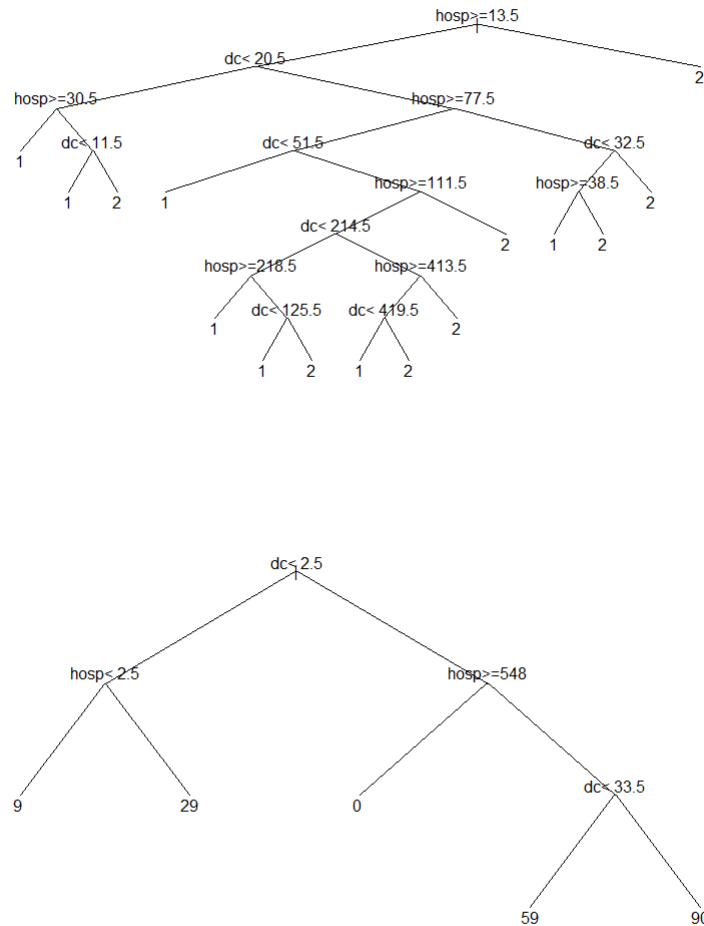 hosp>=13.5
dc< 20.5
2
hosp>=30.5
hosp>=77.5
1
dc< 11.5
dc< 51.5
dc< 32.5
1
2
1
hosp>=111.5
hosp>=38.5
2
dc< 214.5
2
1
2
hosp>=218.5
hosp>=413.5
1
dc< 125.5
dc< 419.5
2
1
2
1
2
dc< 2.5
hosp< 2.5
hosp>=548
9
29
0
dc< 33.5
59
90